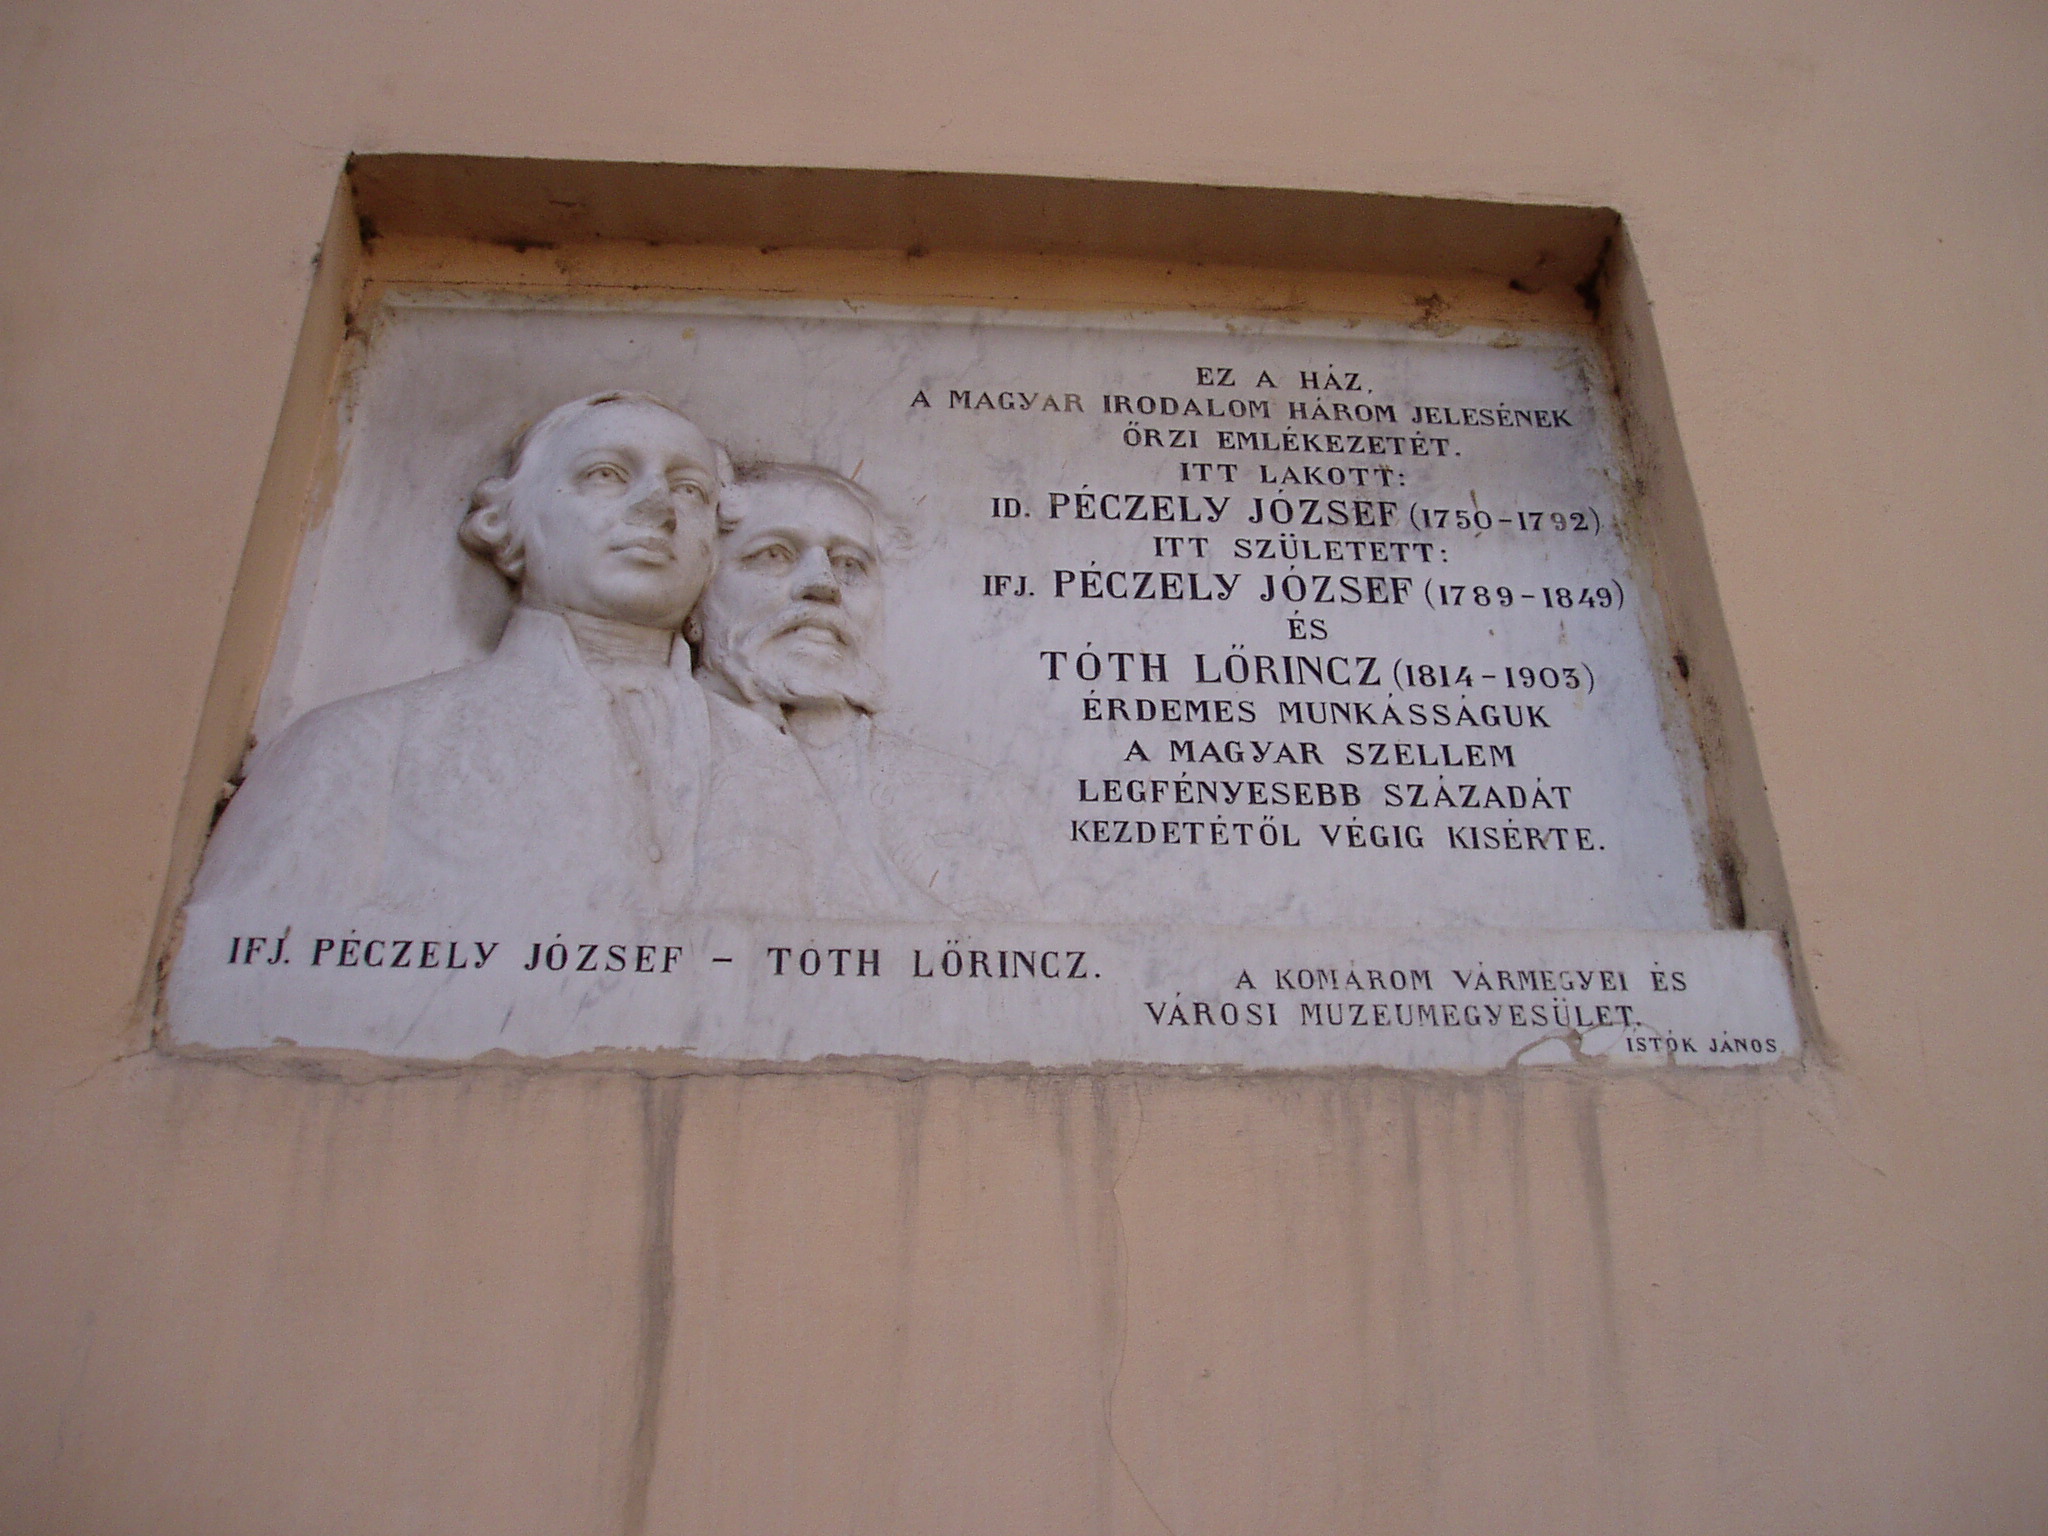 EZ A HÁZ,
A MAGYAR IRODALOM HÁROM JELESÉNEK
ŐRZI EMLÉKEZETÉT.
ITT LAKOTT:
ID. PÉCZELY JÓZSEF (1750-1792)
ITT SZÜLETETT:
IFJ. PÉCZELY JÓZSEF (1789-1849)
ÉS
TÓTH LŐRINCZ (1814-1903)
ÉRDEMES MUNKÁSSÁGUK
A MAGYAR SZELLEM
LEGFÉNYESEBB SZÁZADÁT
KEZDETÉTŐL VÉGIG KISÉRTE.
IFJ. PÉCZELY JÓZSEF – TÓTH LŐRINCZ.
A KOMÁROM VÁRMEGYEI ÉS
VÁROSI MUZEUMEGYESÜLET.
ISTÓK JÁNOS